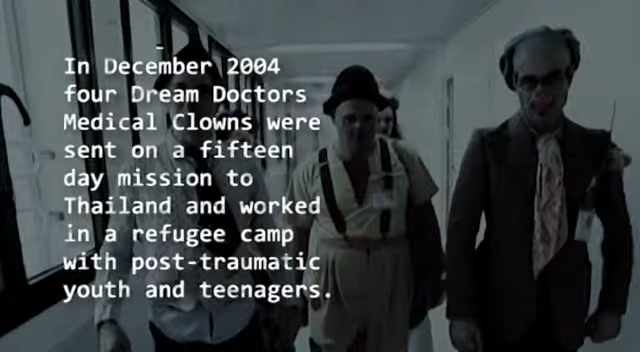 In December 2004
four Dream Doctors
Medical Clowns were
sent on a fifteen
day mission to
Thailand and worked
in a refugee camp
with post-traumatic
youth and teenagers.